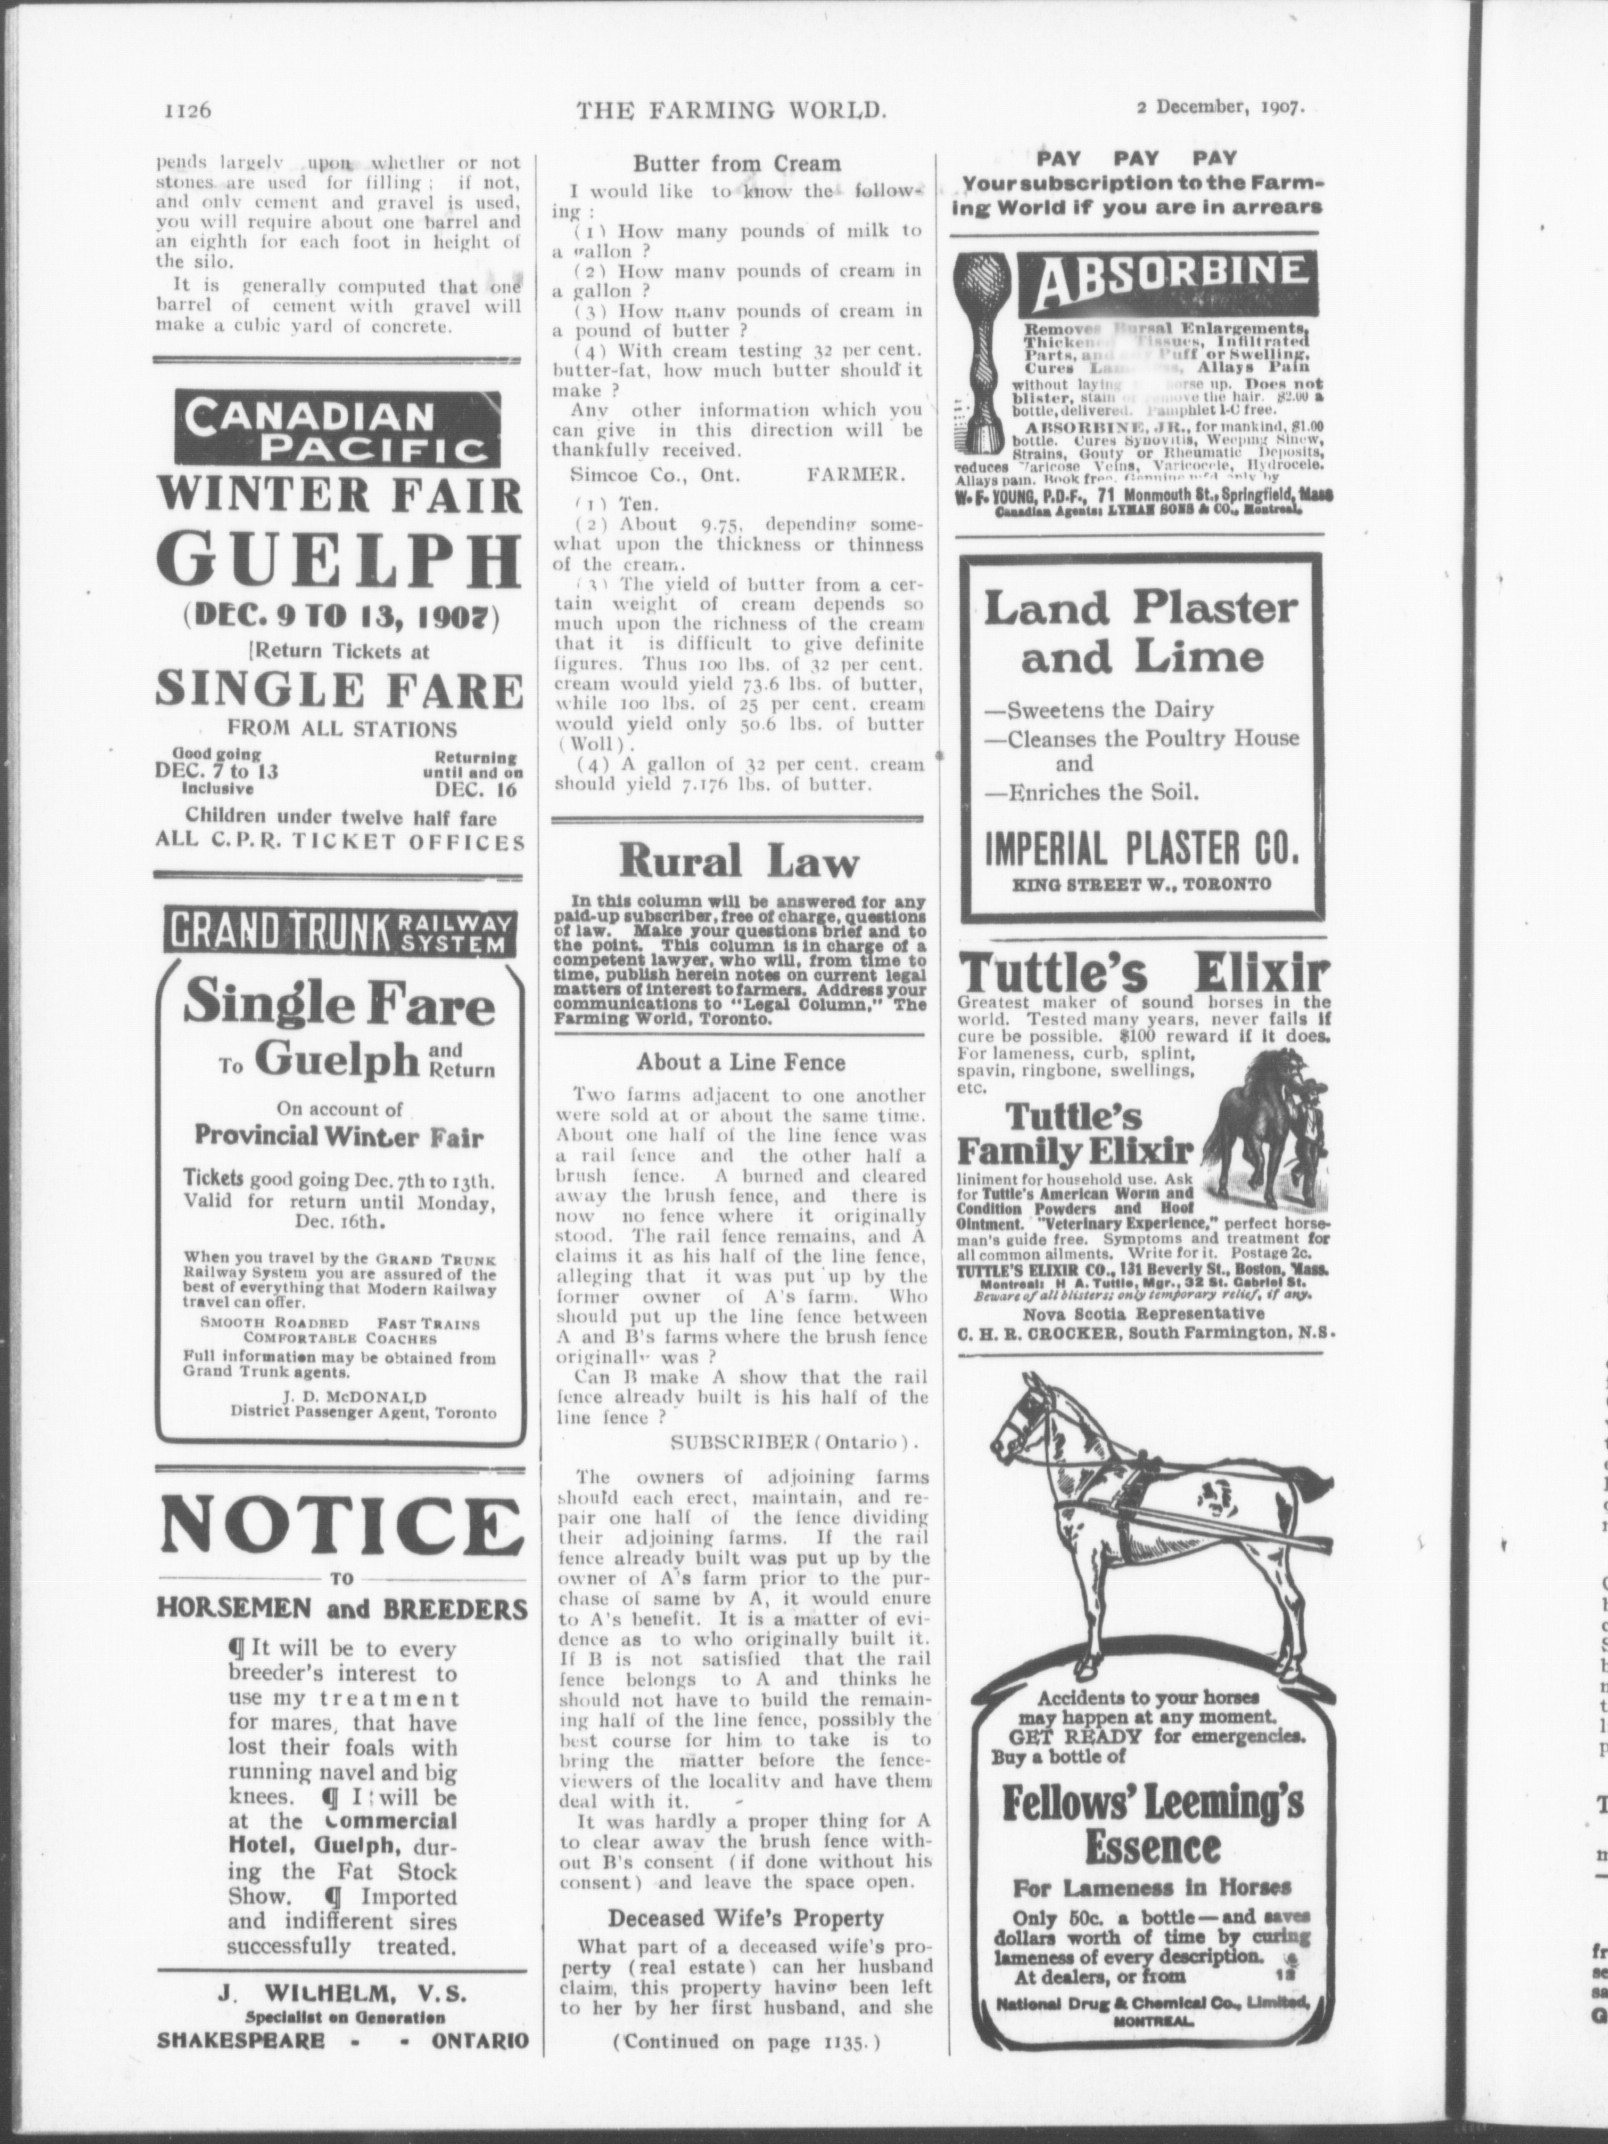 1126
THE FARMING WORLD.
2 December, 1907.
pends largely upon whether or not
stones are used for filling ; if not,
and only cement and gravel is used,
you will require about one barrel and
an eighth for each foot in height of
the silo.
It is generally computed that one
barrel of cement with gravel will
make a cubic yard of concrete.
CANADIAN
PACIFIC
WINTER FAIR
GUELPH
(DEC. 9 TO 13, 1907)
Return Tickets at
SINGLE FARE
FROM ALL STATIONS
Good going
DEC. 7 to 13
Inclusive
Returning
until and on
DEC. 16
Children under twelve half fare
ALL C.P.R. TICKET OFFICES
GRAND TRUNK RAILWAY
SYSTEM
Single Fare
To Guelph and
Return
On account of
Provincial Winter Fair
Tickets good going Dec. 7th to 13th.
Valid for return until Monday,
Dec. 16th.
When you travel by the GRAND TRUNK
Railway System you are assured of the
best of everything that Modern Railway
travel can offer.
SMOOTH ROADBED FAST TRAINS
COMFORTABLE COACHES
Full information may be obtained from
Grand Trunk agents.
J. D. McDONALD
District Passenger Agent, Toronto
NOTICE
TO
HORSEMEN and BREEDERS
¶ It will be to every
breeder's interest to
use my treatment
for mares, that have
lost their foals with
running navel and big
knees. ¶ I will be
at the Commercial
Hotel, Guelph, dur-
ing the Fat Stock
Show. ¶ Imported
and indifferent sires
successfully treated.
J. WILHELM, V.S.
Specialist on Generation
SHAKESPEARE - - ONTARIO
Butter from Cream
I would like to know the follow-
ing :
(1) How many pounds of milk to
a gallon ?
(2) How many pounds of cream in
a gallon ?
(3) How many pounds of cream in
a pound of butter ?
(4) With cream testing 32 per cent.
butter-fat, how much butter should it
make ?
Any other information which you
can give in this direction will be
thankfully received.
Simcoe Co., Ont. FARMER.
(1) Ten.
(2) About 9.75, depending some-
what upon the thickness or thinness
of the cream.
(3) The yield of butter from a cer-
tain weight of cream depends so
much upon the richness of the cream
that it is difficult to give definite
figures. Thus 100 lbs. of 32 per cent.
cream would yield 73.6 lbs. of butter,
while 100 lbs. of 25 per cent. cream
would yield only 50.6 lbs. of butter
(Woll).
(4) A gallon of 32 per cent. cream
should yield 7.176 lbs. of butter.
Rural Law
In this column will be answered for any
paid-up subscriber, free of charge, questions
of law. Make your questions brief and to
the point. This column is in charge of a
competent lawyer, who will, from time to
time, publish herein notes on current legal
matters of interest to farmers. Address your
communications to "Legal Column," The
Farming World, Toronto.
About a Line Fence
Two farms adjacent to one another
were sold at or about the same time.
About one half of the line fence was
a rail fence and the other half a
brush fence. A burned and cleared
away the brush fence, and there is
now no fence where it originally
stood. The rail fence remains, and A
claims it as his half of the line fence,
alleging that it was put up by the
former owner of A's farm. Who
should put up the line fence between
A and B's farms where the brush fence
originally was ?
Can B make A show that the rail
fence already built is his half of the
line fence ?
SUBSCRIBER (Ontario).
The owners of adjoining farms
should each erect, maintain, and re-
pair one half of the fence dividing
their adjoining farms. If the rail
fence already built was put up by the
owner of A's farm prior to the pur-
chase of same by A, it would enure
to A's benefit. It is a matter of evi-
dence as to who originally built it.
If B is not satisfied that the rail
fence belongs to A and thinks he
should not have to build the remain-
ing half of the line fence, possibly the
best course for him to take is to
bring the matter before the fence-
viewers of the locality and have them
deal with it.
It was hardly a proper thing for A
to clear away the brush fence with-
out B's consent (if done without his
consent) and leave the space open.
Deceased Wife's Property
What part of a deceased wife's pro-
perty (real estate) can her husband
claim, this property having been left
to her by her first husband, and she
(Continued on page 1135.)
PAY PAY PAY
Your subscription to the Farm-
ing World if you are in arrears
ABSORBINE
Removes Bursal Enlargements,
Thickened Tissues, Infiltrated
Parts, and Puff or Swelling,
Cures Allays Pain
without laying horse up. Does not
blister, stain or remove the hair. $2.00 a
bottle, delivered. Pamphlet 1-C free.
ABSORBINE, JR., for mankind, $1.00
bottle. Cures Synovitis, Weeping Sinew,
Strains, Gouty or Rheumatic Deposits,
reduces Varicose Veins, Varicocele, Hydrocele.
Allays pain. Book free. Genuine mfd only by
W. F. YOUNG, P.D.F., 71 Monmouth St., Springfield, Mass
Canadian Agents: LYMAN SONS & CO., Montreal.
Land Plaster
and Lime
—Sweetens the Dairy
—Cleanses the Poultry House
and
—Enriches the Soil.
IMPERIAL PLASTER CO.
KING STREET W., TORONTO
Tuttle's Elixir
Greatest maker of sound horses in the
world. Tested many years, never fails if
cure be possible. $100 reward if it does.
For lameness, curb, splint,
spavin, ringbone, swellings,
etc.
Tuttle's
Family Elixir
liniment for household use. Ask
for Tuttle's American Worm and
Condition Powders and Hoof
Ointment. "Veterinary Experience," perfect horse-
man's guide free. Symptoms and treatment for
all common ailments. Write for it. Postage 2c.
TUTTLE'S ELIXIR CO., 131 Beverly St., Boston, Mass.
Montreal: H A. Tuttle, Mgr., 32 St. Gabriel St.
Beware of all blisters; only temporary relief, if any.
Nova Scotia Representative
C. H. R. CROCKER, South Farmington, N.S.
Accidents to your horses
may happen at any moment.
GET READY for emergencies.
Buy a bottle of
Fellows' Leeming's
Essence
For Lameness in Horses
Only 50c. a bottle—and saves
dollars worth of time by curing
lameness of every description.
At dealers, or from
National Drug & Chemical Co., Limited,
MONTREAL